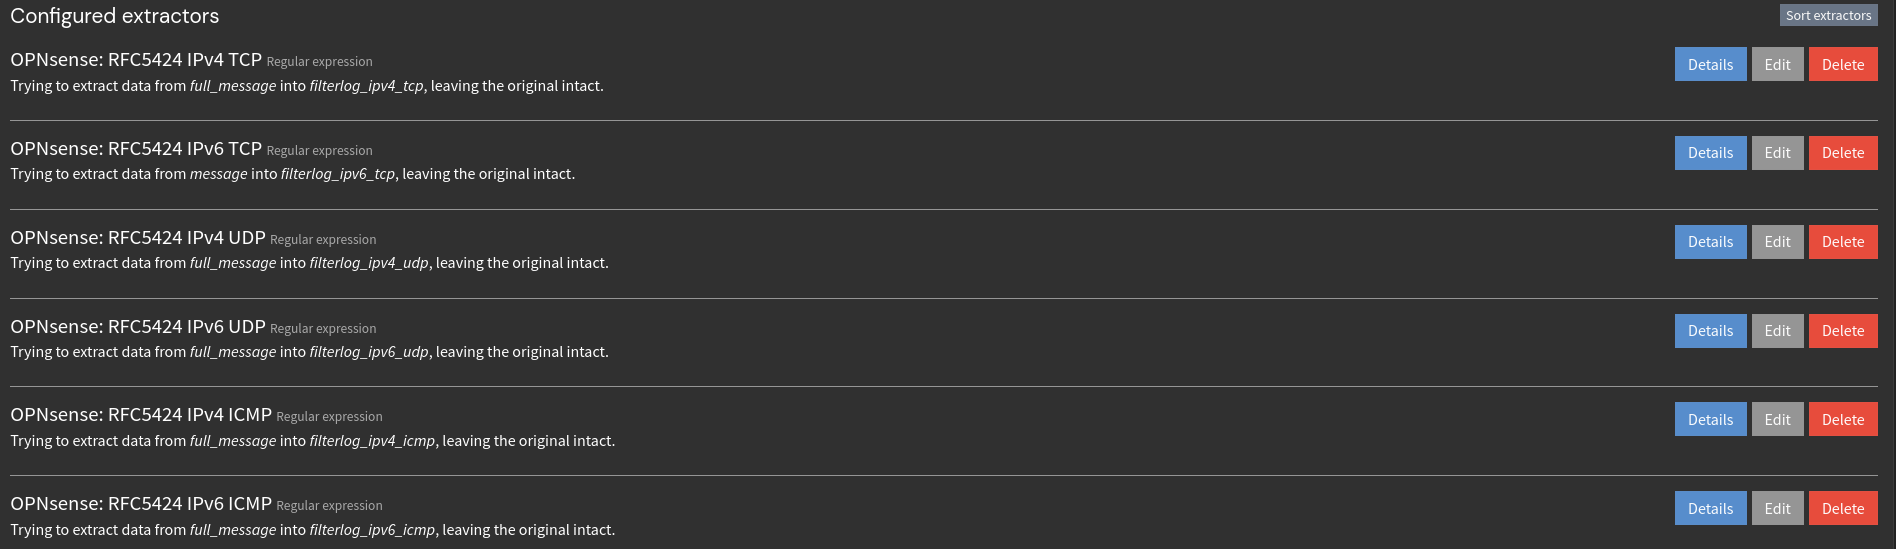 Configured extractors
Sort extractors
OPNsense: RFC5424 IPv4 TCP Regular expression
Details Edit Delete
Trying to extract data from full_message into filterlog_ipv4_tcp, leaving the original intact.
OPNsense: RFC5424 IPv6 TCP Regular expression
Details Edit Delete
Trying to extract data from message into filterlog_ipv6_tcp, leaving the original intact.
OPNsense: RFC5424 IPv4 UDP Regular expression
Details Edit Delete
Trying to extract data from full_message into filterlog_ipv4_udp, leaving the original intact.
OPNsense: RFC5424 IPv6 UDP Regular expression
Details Edit Delete
Trying to extract data from full_message into filterlog_ipv6_udp, leaving the original intact.
OPNsense: RFC5424 IPv4 ICMP Regular expression
Details Edit Delete
Trying to extract data from full_message into filterlog_ipv4_icmp, leaving the original intact.
OPNsense: RFC5424 IPv6 ICMP Regular expression
Details Edit Delete
Trying to extract data from full_message into filterlog_ipv6_icmp, leaving the original intact.